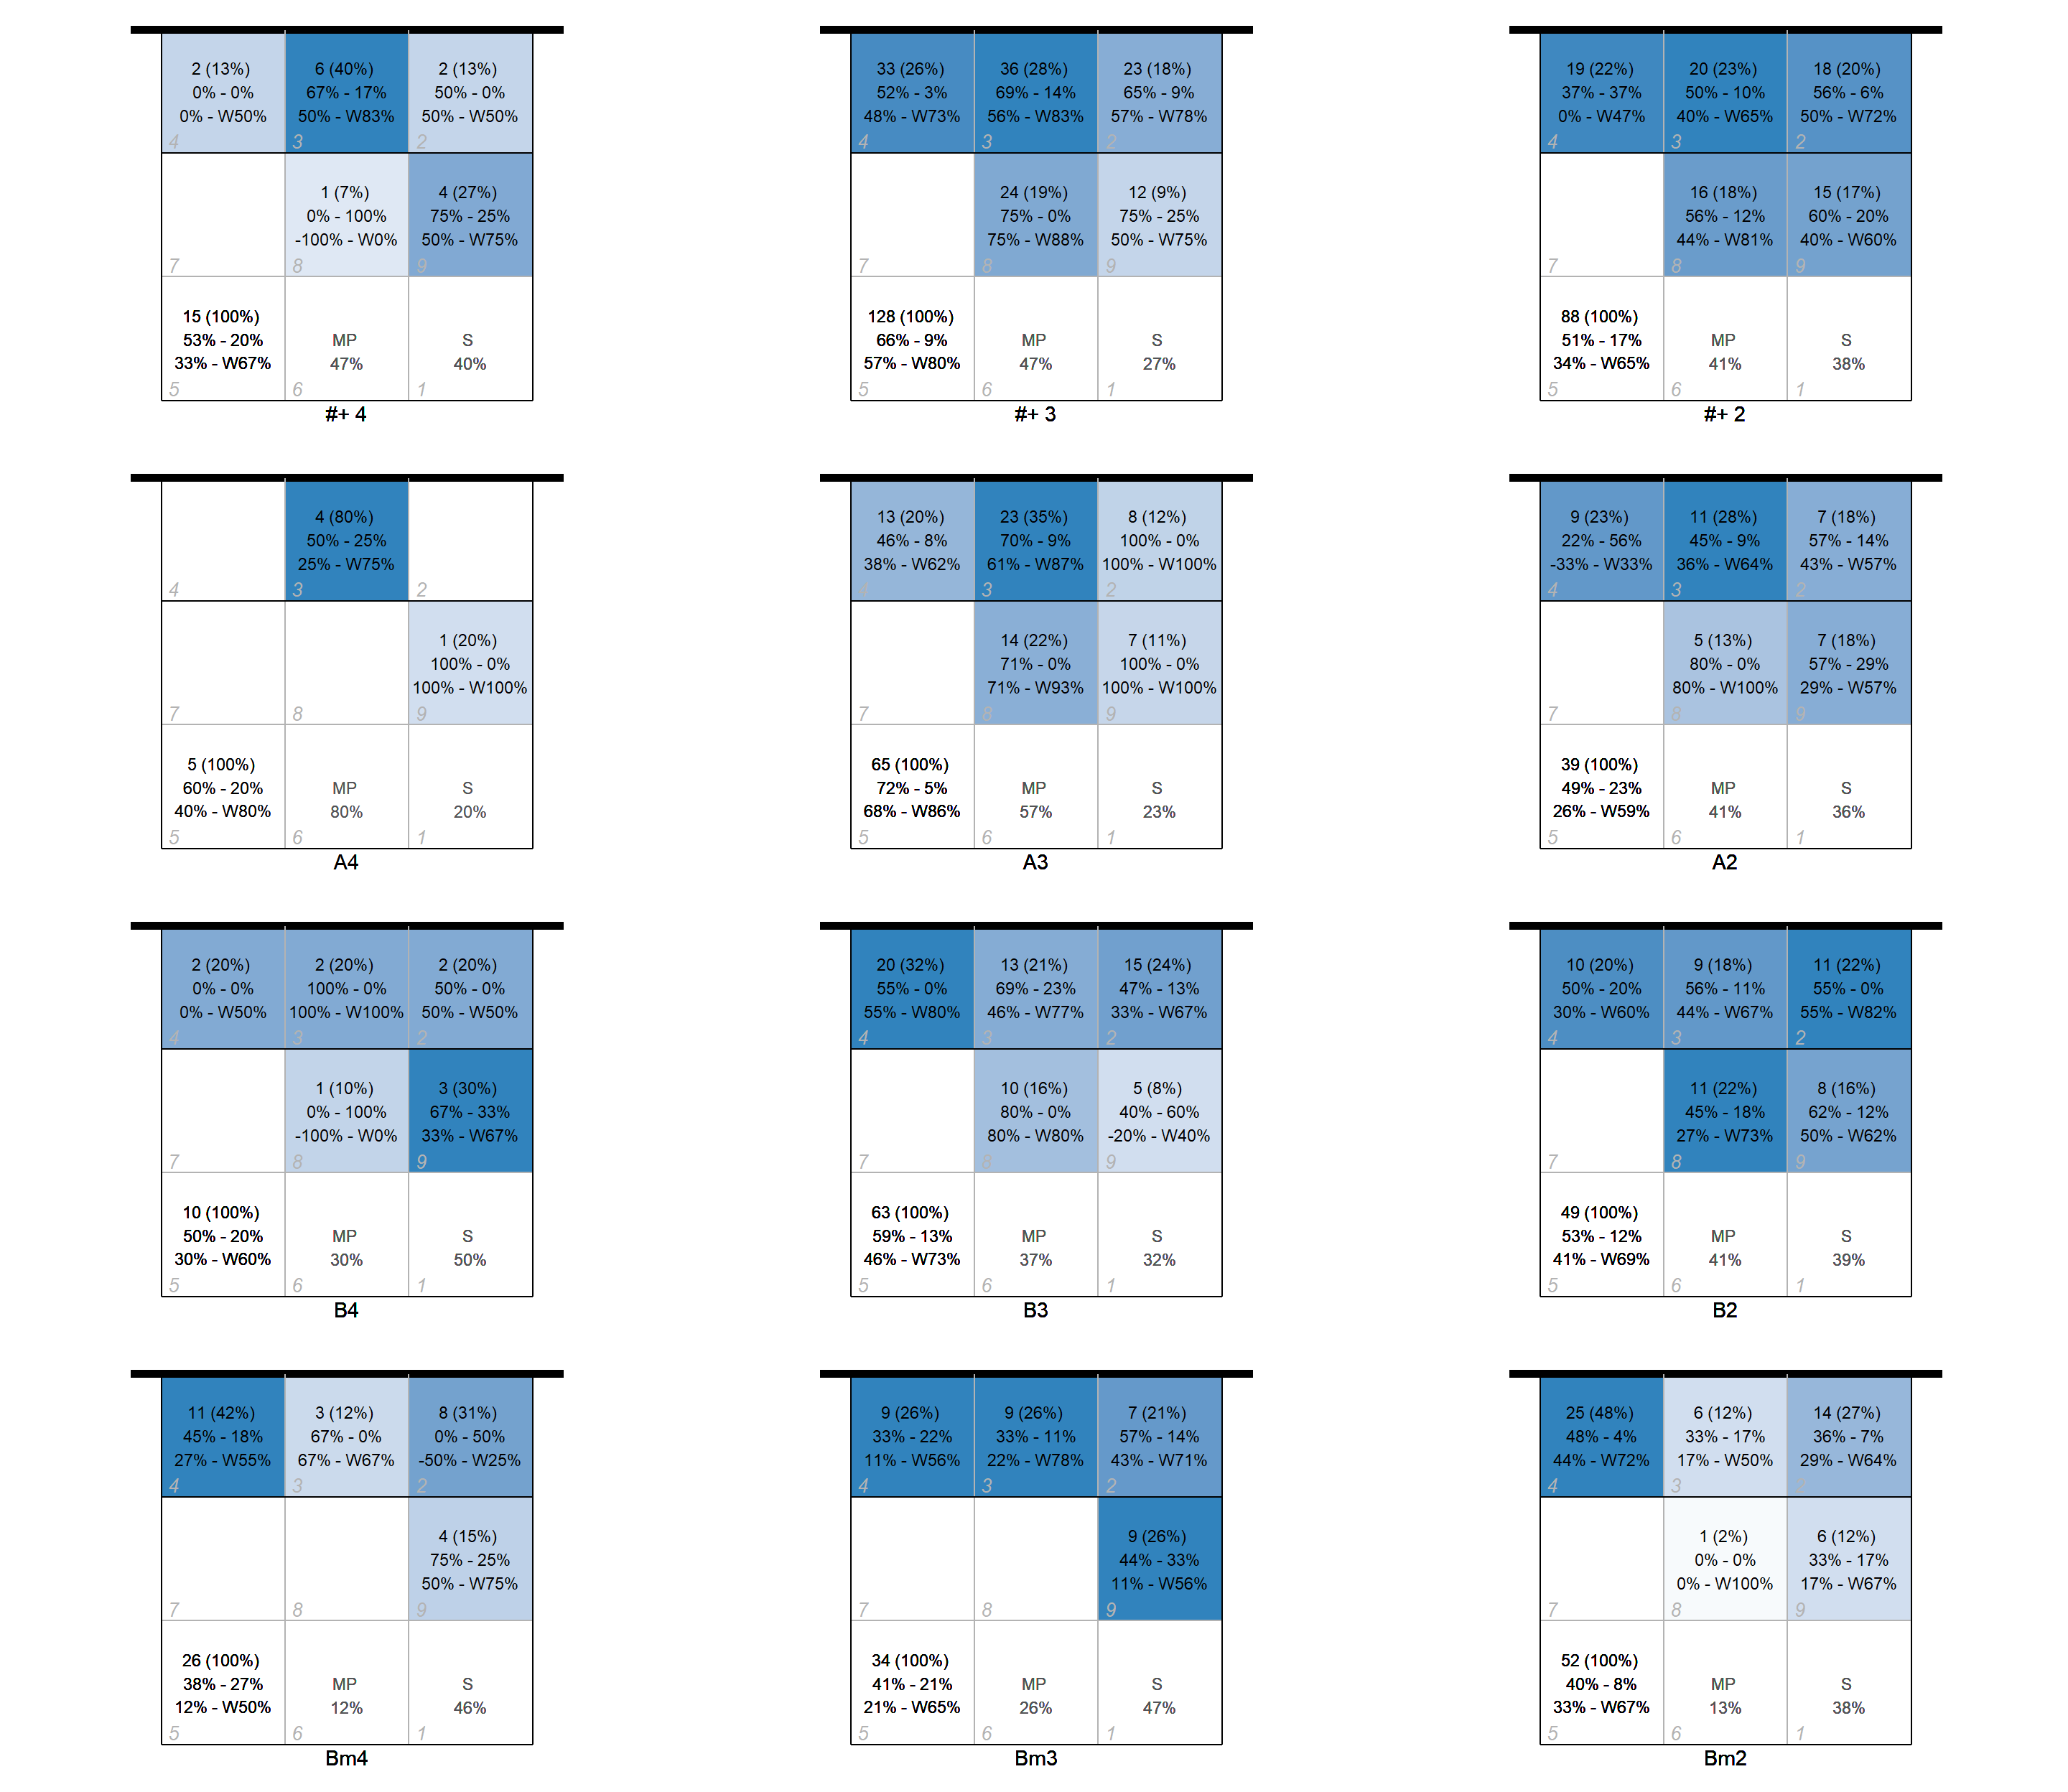 2 (13%) 6 (40%) 2 (13%)
0% - 0% 67% - 17% 50% - 0%
0% - W50% 50% - W83% 50% - W50%
4 3 2
1 (7%) 4 (27%)
0% - 100% 75% - 25%
-100% - W0% 50% - W75%
7 8 9
15 (100%)
53% - 20% MP S
33% - W67% 47% 40%
5 6 1
#+ 4
33 (26%) 36 (28%) 23 (18%)
52% - 3% 69% - 14% 65% - 9%
48% - W73% 56% - W83% 57% - W78%
4 3 2
24 (19%) 12 (9%)
75% - 0% 75% - 25%
75% - W88% 50% - W75%
7 8 9
128 (100%)
66% - 9% MP S
57% - W80% 47% 27%
5 6 1
#+ 3
19 (22%) 20 (23%) 18 (20%)
37% - 37% 50% - 10% 56% - 6%
0% - W47% 40% - W65% 50% - W72%
4 3 2
16 (18%) 15 (17%)
56% - 12% 60% - 20%
44% - W81% 40% - W60%
7 8 9
88 (100%)
51% - 17% MP S
34% - W65% 41% 38%
5 6 1
#+ 2
4 (80%)
50% - 25%
25% - W75%
4 3 2
1 (20%)
100% - 0%
100% - W100%
7 8 9
5 (100%)
60% - 20% MP S
40% - W80% 80% 20%
5 6 1
A4
13 (20%) 23 (35%) 8 (12%)
46% - 8% 70% - 9% 100% - 0%
38% - W62% 61% - W87% 100% - W100%
4 3 2
14 (22%) 7 (11%)
71% - 0% 100% - 0%
71% - W93% 100% - W100%
7 8 9
65 (100%)
72% - 5% MP S
68% - W86% 57% 23%
5 6 1
A3
9 (23%) 11 (28%) 7 (18%)
22% - 56% 45% - 9% 57% - 14%
-33% - W33% 36% - W64% 43% - W57%
4 3 2
5 (13%) 7 (18%)
80% - 0% 57% - 29%
80% - W100% 29% - W57%
7 8 9
39 (100%)
49% - 23% MP S
26% - W59% 41% 36%
5 6 1
A2
2 (20%) 2 (20%) 2 (20%)
0% - 0% 100% - 0% 50% - 0%
0% - W50% 100% - W100% 50% - W50%
4 3 2
1 (10%) 3 (30%)
0% - 100% 67% - 33%
-100% - W0% 33% - W67%
7 8 9
10 (100%)
50% - 20% MP S
30% - W60% 30% 50%
5 6 1
B4
20 (32%) 13 (21%) 15 (24%)
55% - 0% 69% - 23% 47% - 13%
55% - W80% 46% - W77% 33% - W67%
4 3 2
10 (16%) 5 (8%)
80% - 0% 40% - 60%
80% - W80% -20% - W40%
7 8 9
63 (100%)
59% - 13% MP S
46% - W73% 37% 32%
5 6 1
B3
10 (20%) 9 (18%) 11 (22%)
50% - 20% 56% - 11% 55% - 0%
30% - W60% 44% - W67% 55% - W82%
4 3 2
11 (22%) 8 (16%)
45% - 18% 62% - 12%
27% - W73% 50% - W62%
7 8 9
49 (100%)
53% - 12% MP S
41% - W69% 41% 39%
5 6 1
B2
11 (42%) 3 (12%) 8 (31%)
45% - 18% 67% - 0% 0% - 50%
27% - W55% 67% - W67% -50% - W25%
4 3 2
4 (15%)
75% - 25%
50% - W75%
7 8 9
26 (100%)
38% - 27% MP S
12% - W50% 12% 46%
5 6 1
Bm4
9 (26%) 9 (26%) 7 (21%)
33% - 22% 33% - 11% 57% - 14%
11% - W56% 22% - W78% 43% - W71%
4 3 2
9 (26%)
44% - 33%
11% - W56%
7 8 9
34 (100%)
41% - 21% MP S
21% - W65% 26% 47%
5 6 1
Bm3
25 (48%) 6 (12%) 14 (27%)
48% - 4% 33% - 17% 36% - 7%
44% - W72% 17% - W50% 29% - W64%
4 3 2
1 (2%) 6 (12%)
0% - 0% 33% - 17%
0% - W100% 17% - W67%
7 8 9
52 (100%)
40% - 8% MP S
33% - W67% 13% 38%
5 6 1
Bm2